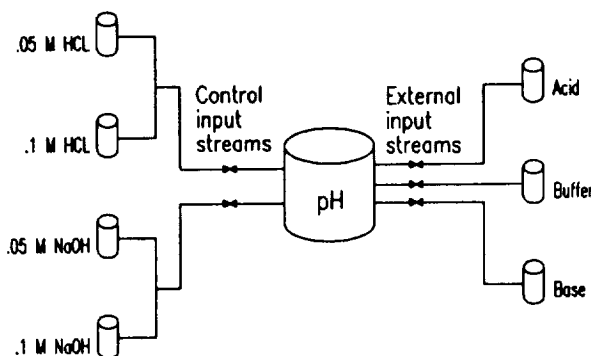 .05 M HCL
.1 M HCL
.05 M NaOH
.1 M NaOH
Control
input
streams
pH
External
input
streams
Acid
Buffer
Base